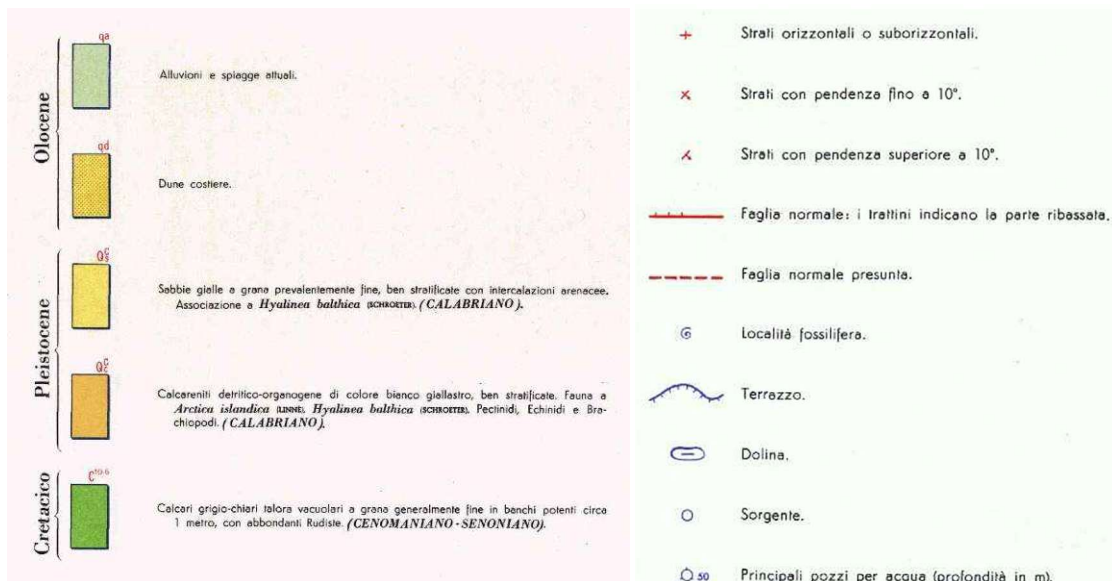 Olocene
qa
Alluvioni e spiagge attuali.
qd
Dune costiere.
Pleistocene
Qcs
Sabbie gialle a grana prevalentemente fine, ben stratificate con intercalazioni arenacee.
Associazione a Hyalinea balthica (SCHROETER). (CALABRIANO).
Qcc
Calcareniti detritico-organogene di colore bianco giallastro, ben stratificate. Fauna a
Arctica islandica (LINNÉ), Hyalinea balthica (SCHROETER), Pectinidi, Echinidi e Bra-
chiopodi. (CALABRIANO).
Cretacico
C10-6
Calcari grigio-chiari talora vacuolari a grana generalmente fine in banchi potenti circa
1 metro, con abbondanti Rudiste. (CENOMANIANO - SENONIANO).
Strati orizzontali o suborizzontali.
Strati con pendenza fino a 10°.
Strati con pendenza superiore a 10°.
Faglia normale: i trattini indicano la parte ribassata.
Faglia normale presunta.
Località fossilifera.
Terrazzo.
Dolina.
Sorgente.
50 Principali pozzi per acqua (profondità in m).